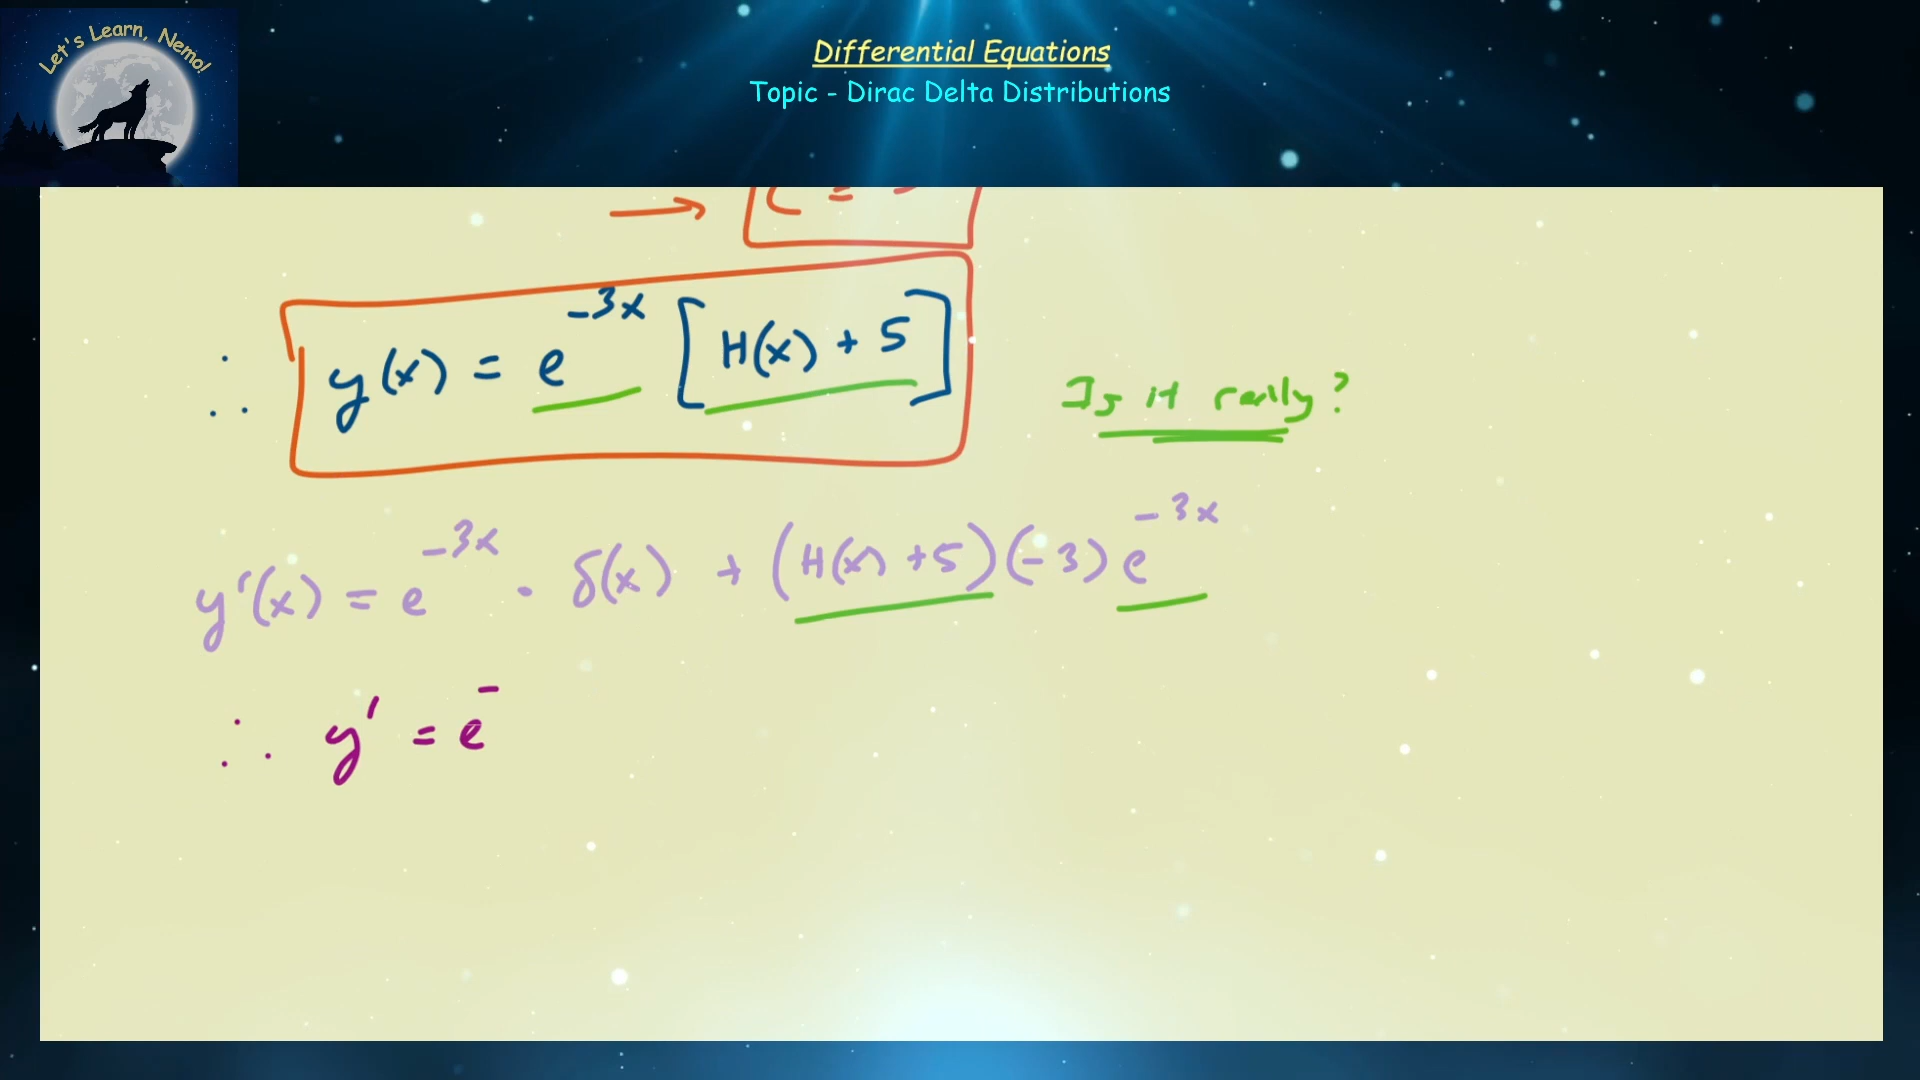 Let's Learn, Nemo!
Differential Equations
Topic - Dirac Delta Distributions
→
∴ y(x) = e^{-3x} [H(x) + 5]
Is it really?
y'(x) = e^{-3x} · δ(x) + (H(x) + 5)(-3) e^{-3x}
∴ y' = e^-